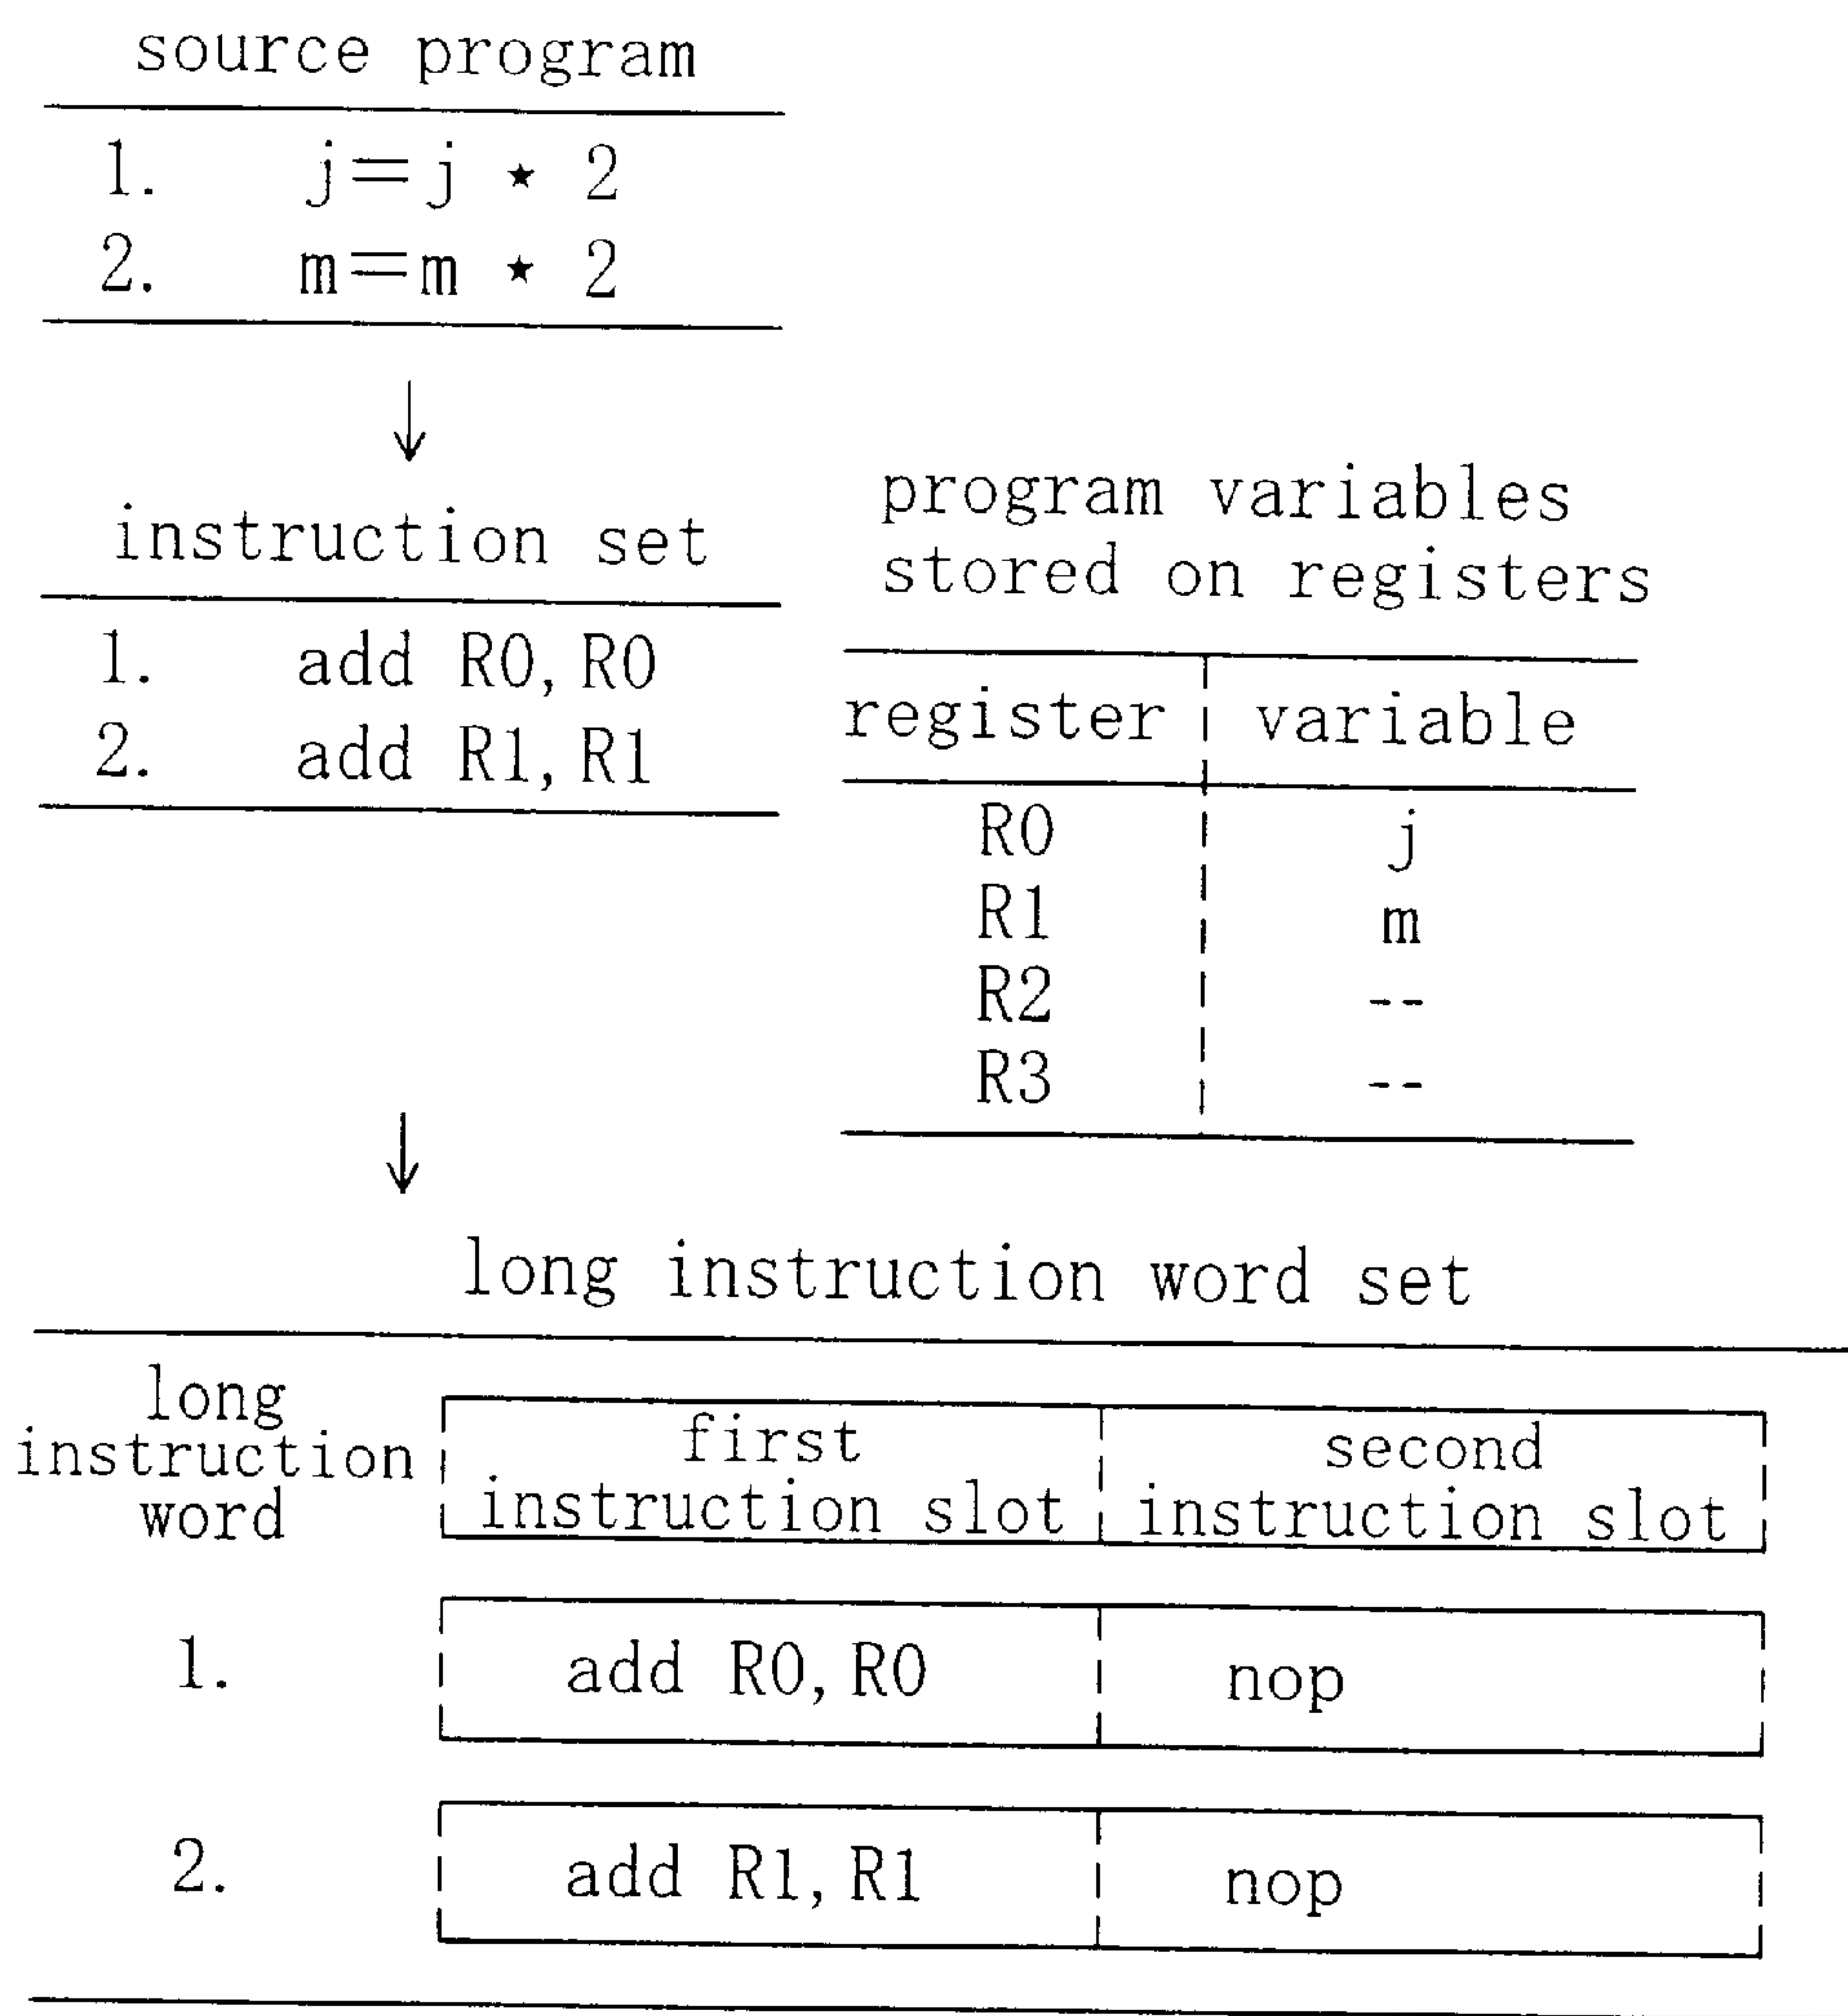 source program
1. j=j ★ 2
2. m=m ★ 2
instruction set
1. add R0, R0
2. add R1, R1
program variables
stored on registers
register variable
R0 j
R1 m
R2 --
R3 --
long instruction word set
long instruction word
first instruction slot
second instruction slot
1. add R0, R0 nop
2. add R1, R1 nop